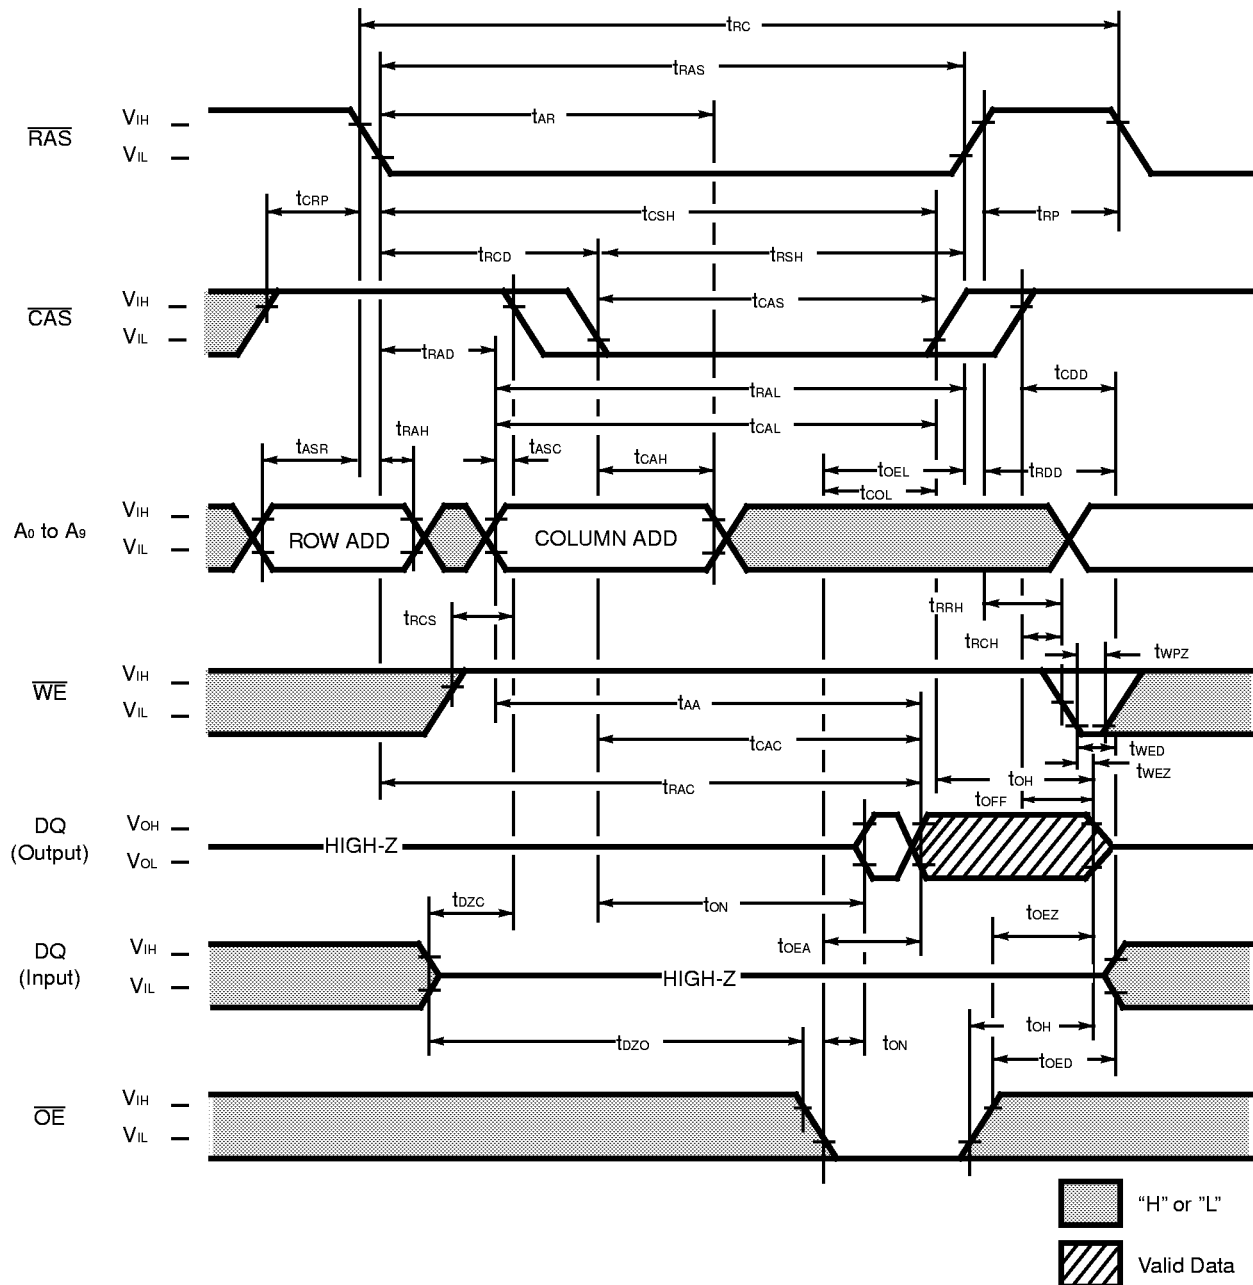 tRC
tRAS
tAR
RAS
VIH
VIL
tCRP
tCSH
tRP
tRCD
tRSH
CAS
VIH
VIL
tCAS
tRAD
tCDD
tRAL
tCAL
tASR
tRAH
tASC
tCAH
tOEL
tRDD
tCOL
A0 to A9
VIH
VIL
ROW ADD
COLUMN ADD
tRCS
tRRH
tRCH
tWPZ
WE
VIH
VIL
tAA
tCAC
tWED
tWEZ
tRAC
tOH
tOFF
DQ
(Output)
VOH
VOL
HIGH-Z
tDZC
tON
tOEZ
tOEA
DQ
(Input)
VIH
VIL
HIGH-Z
tDZO
tON
tOH
tOED
OE
VIH
VIL
“H” or ”L”
Valid Data